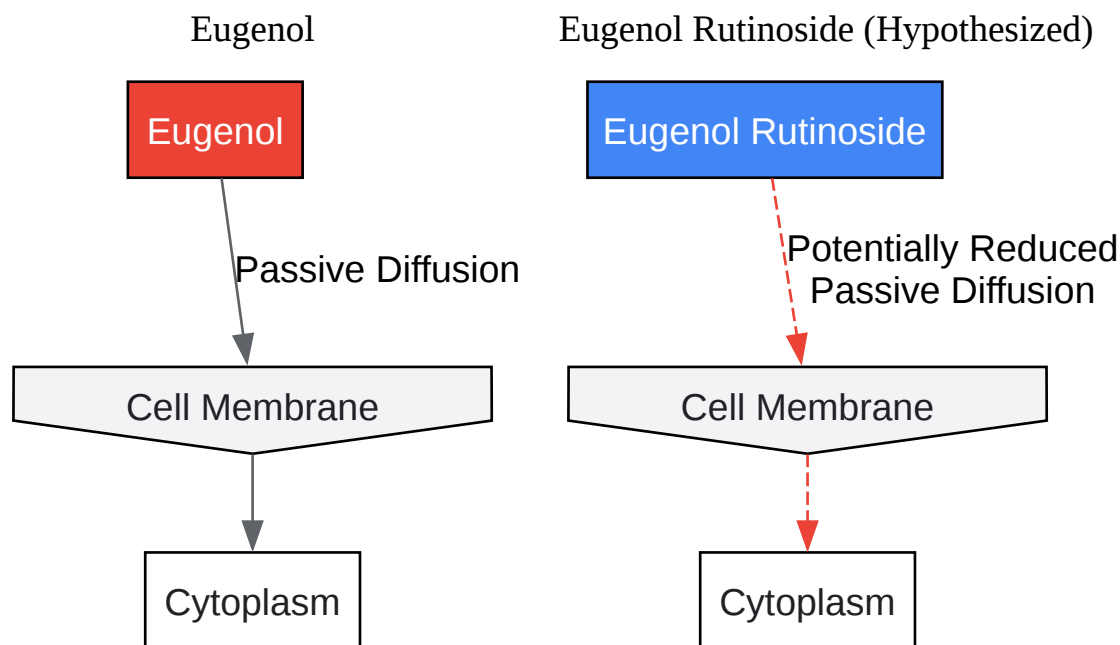 Eugenol
Eugenol
Passive Diffusion
Cell Membrane
Cytoplasm
Eugenol Rutinoside (Hypothesized)
Eugenol Rutinoside
Potentially Reduced
Passive Diffusion
Cell Membrane
Cytoplasm